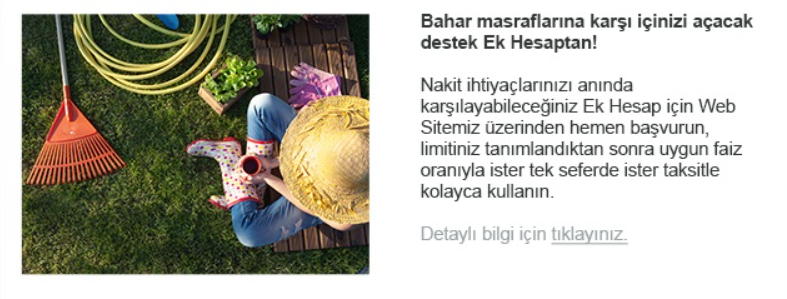 Bahar masraflarına karşı içinizi açacak
destek Ek Hesaptan!
Nakit ihtiyaçlarınızı anında
karşılayabileceğiniz Ek Hesap için Web
Sitemiz üzerinden hemen başvurun,
limitiniz tanımlandıktan sonra uygun faiz
oranıyla ister tek seferde ister taksitle
kolayca kullanın.
Detaylı bilgi için tıklayınız.